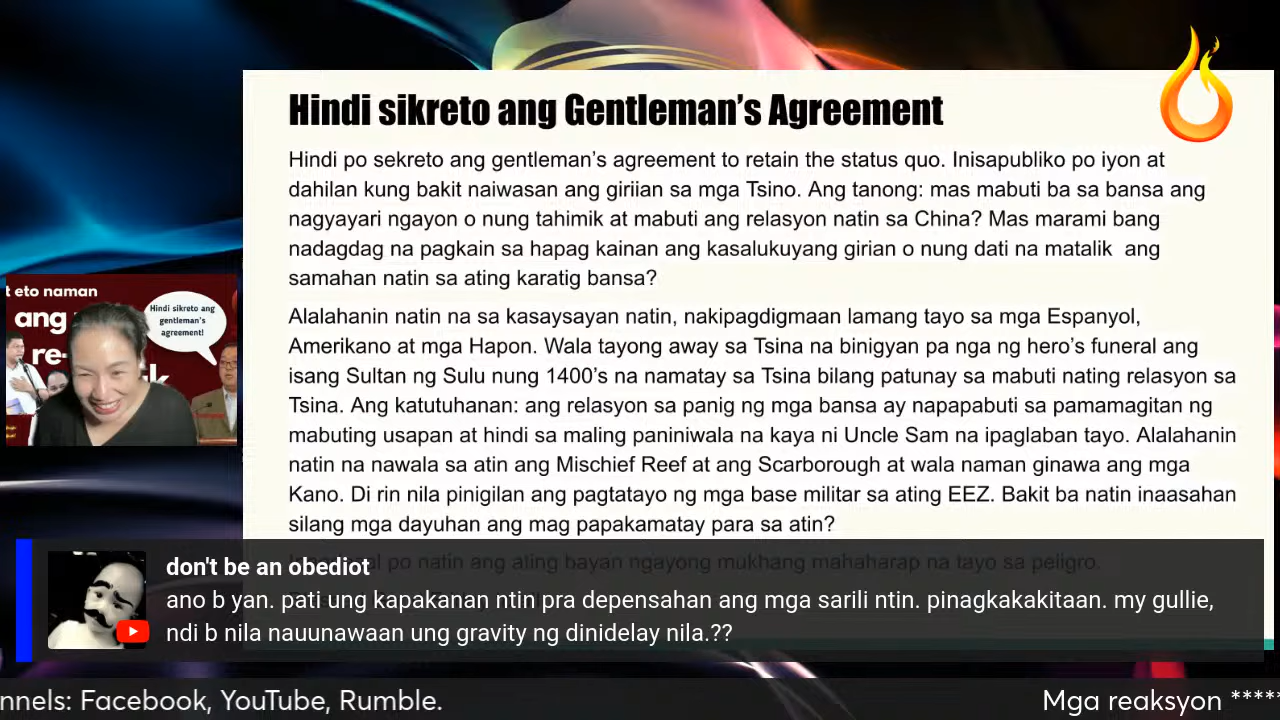 Hindi sikreto ang Gentleman's Agreement
Hindi po sekreto ang gentleman's agreement to retain the status quo. Inisapubliko po iyon at
dahilan kung bakit naiwasan ang giriian sa mga Tsino. Ang tanong: mas mabuti ba sa bansa ang
nagyayari ngayon o nung tahimik at mabuti ang relasyon natin sa China? Mas marami bang
nadagdag na pagkain sa hapag kainan ang kasalukuyang girian o nung dati na matalik ang
samahan natin sa ating karatig bansa?
Alalahanin natin na sa kasaysayan natin, nakipagdigmaan lamang tayo sa mga Espanyol,
Amerikano at mga Hapon. Wala tayong away sa Tsina na binigyan pa nga ng hero's funeral ang
isang Sultan ng Sulu nung 1400's na namatay sa Tsina bilang patunay sa mabuti nating relasyon sa
Tsina. Ang katutuhanan: ang relasyon sa panig ng mga bansa ay napapabuti sa pamamagitan ng
mabuting usapan at hindi sa maling paniniwala na kaya ni Uncle Sam na ipaglaban tayo. Alalahanin
natin na nawala sa atin ang Mischief Reef at ang Scarborough at wala naman ginawa ang mga
Kano. Di rin nila pinigilan ang pagtatayo ng mga base militar sa ating EEZ. Bakit ba natin inaasahan
silang mga dayuhan ang mag papakamatay para sa atin?
po natin ang ating bayan ngayong mukhang mahaharap na tayo sa peligro.
t eto naman
ang
re-
k
Hindi sikreto ang
gentleman's
agreement!
don't be an obediot
ano b yan. pati ung kapakanan ntin pra depensahan ang mga sarili ntin. pinagkakakitaan. my gullie,
ndi b nila nauunawaan ung gravity ng dinidelay nila.??
nnels: Facebook, YouTube, Rumble.
Mga reaksyon *****